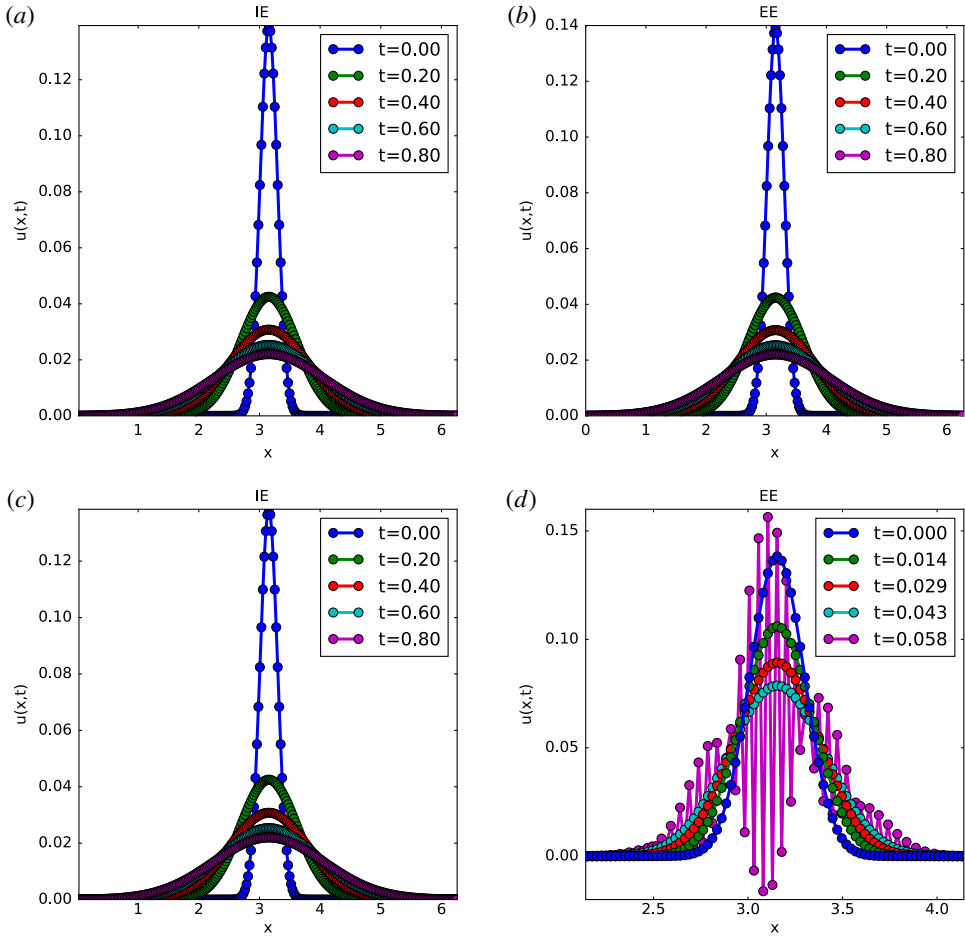 (a)
IE
u(x,t)
0.12
0.10
0.08
0.06
0.04
0.02
0.00
t=0.00
t=0.20
t=0.40
t=0.60
t=0.80
1 2 3 4 5 6
x
(b)
EE
u(x,t)
0.14
0.12
0.10
0.08
0.06
0.04
0.02
0.00
t=0.00
t=0.20
t=0.40
t=0.60
t=0.80
0 1 2 3 4 5 6
x
(c)
IE
u(x,t)
0.12
0.10
0.08
0.06
0.04
0.02
0.00
t=0.00
t=0.20
t=0.40
t=0.60
t=0.80
1 2 3 4 5 6
x
(d)
EE
u(x,t)
0.15
0.10
0.05
0.00
t=0.000
t=0.014
t=0.029
t=0.043
t=0.058
2.5 3.0 3.5 4.0
x